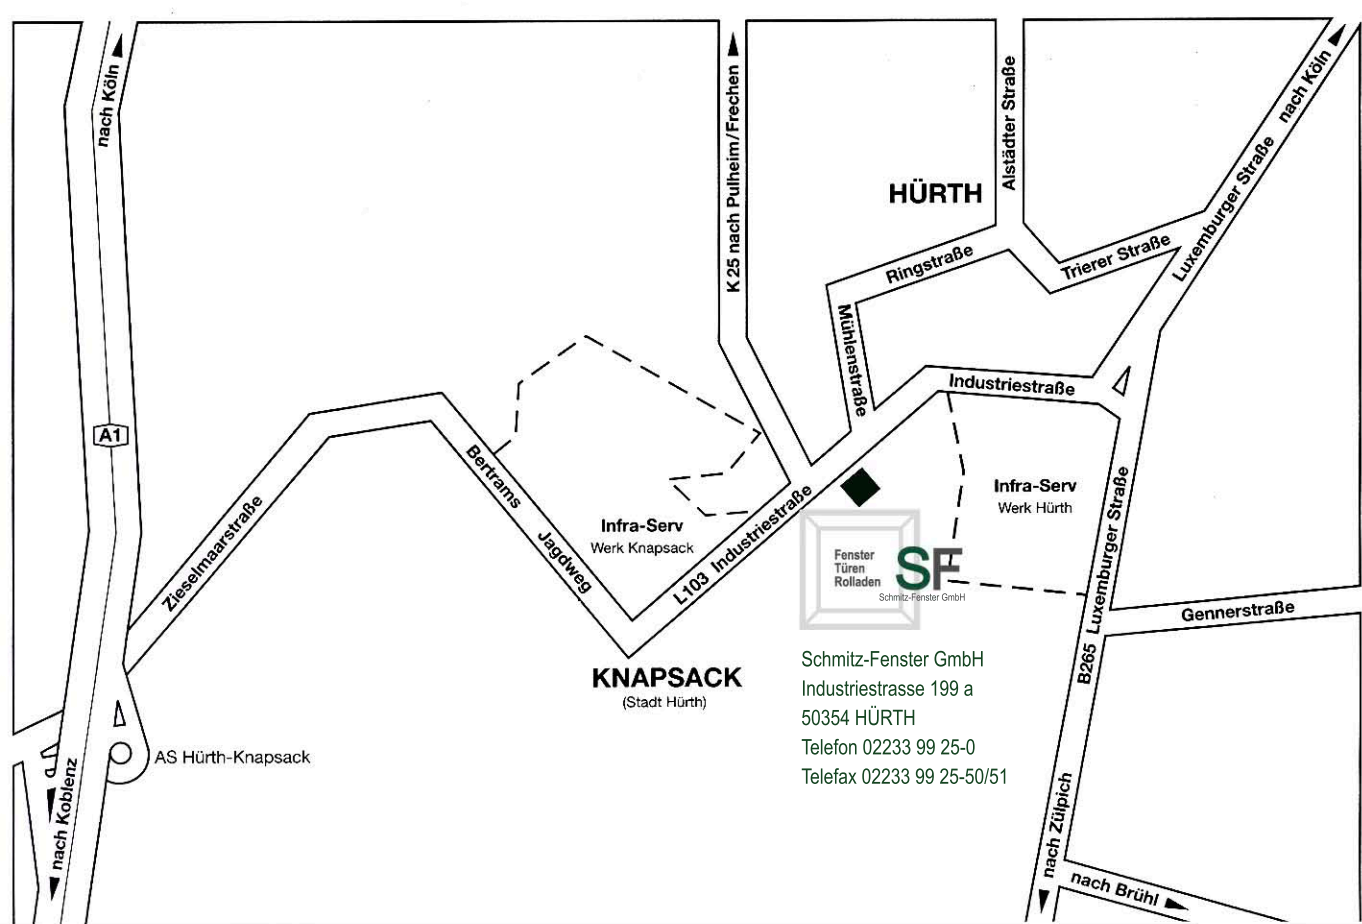 nach Köln
K 25 nach Pulheim/Frechen
Alstädter Straße
nach Köln
Luxemburger Straße
HÜRTH
Ringstraße
Trierer Straße
Mühlenstraße
Industriestraße
A1
Bertrams
Jagdweg
Zieselmaarstraße
Infra-Serv
Werk Knapsack
L103 Industriestraße
Infra-Serv
Werk Hürth
Fenster
Türen
Rolladen
SF
Schmitz-Fenster GmbH
B265 Luxemburger Straße
Gennerstraße
KNAPSACK
(Stadt Hürth)
Schmitz-Fenster GmbH
Industriestrasse 199 a
50354 HÜRTH
Telefon 02233 99 25-0
Telefax 02233 99 25-50/51
AS Hürth-Knapsack
nach Koblenz
nach Zülpich
nach Brühl